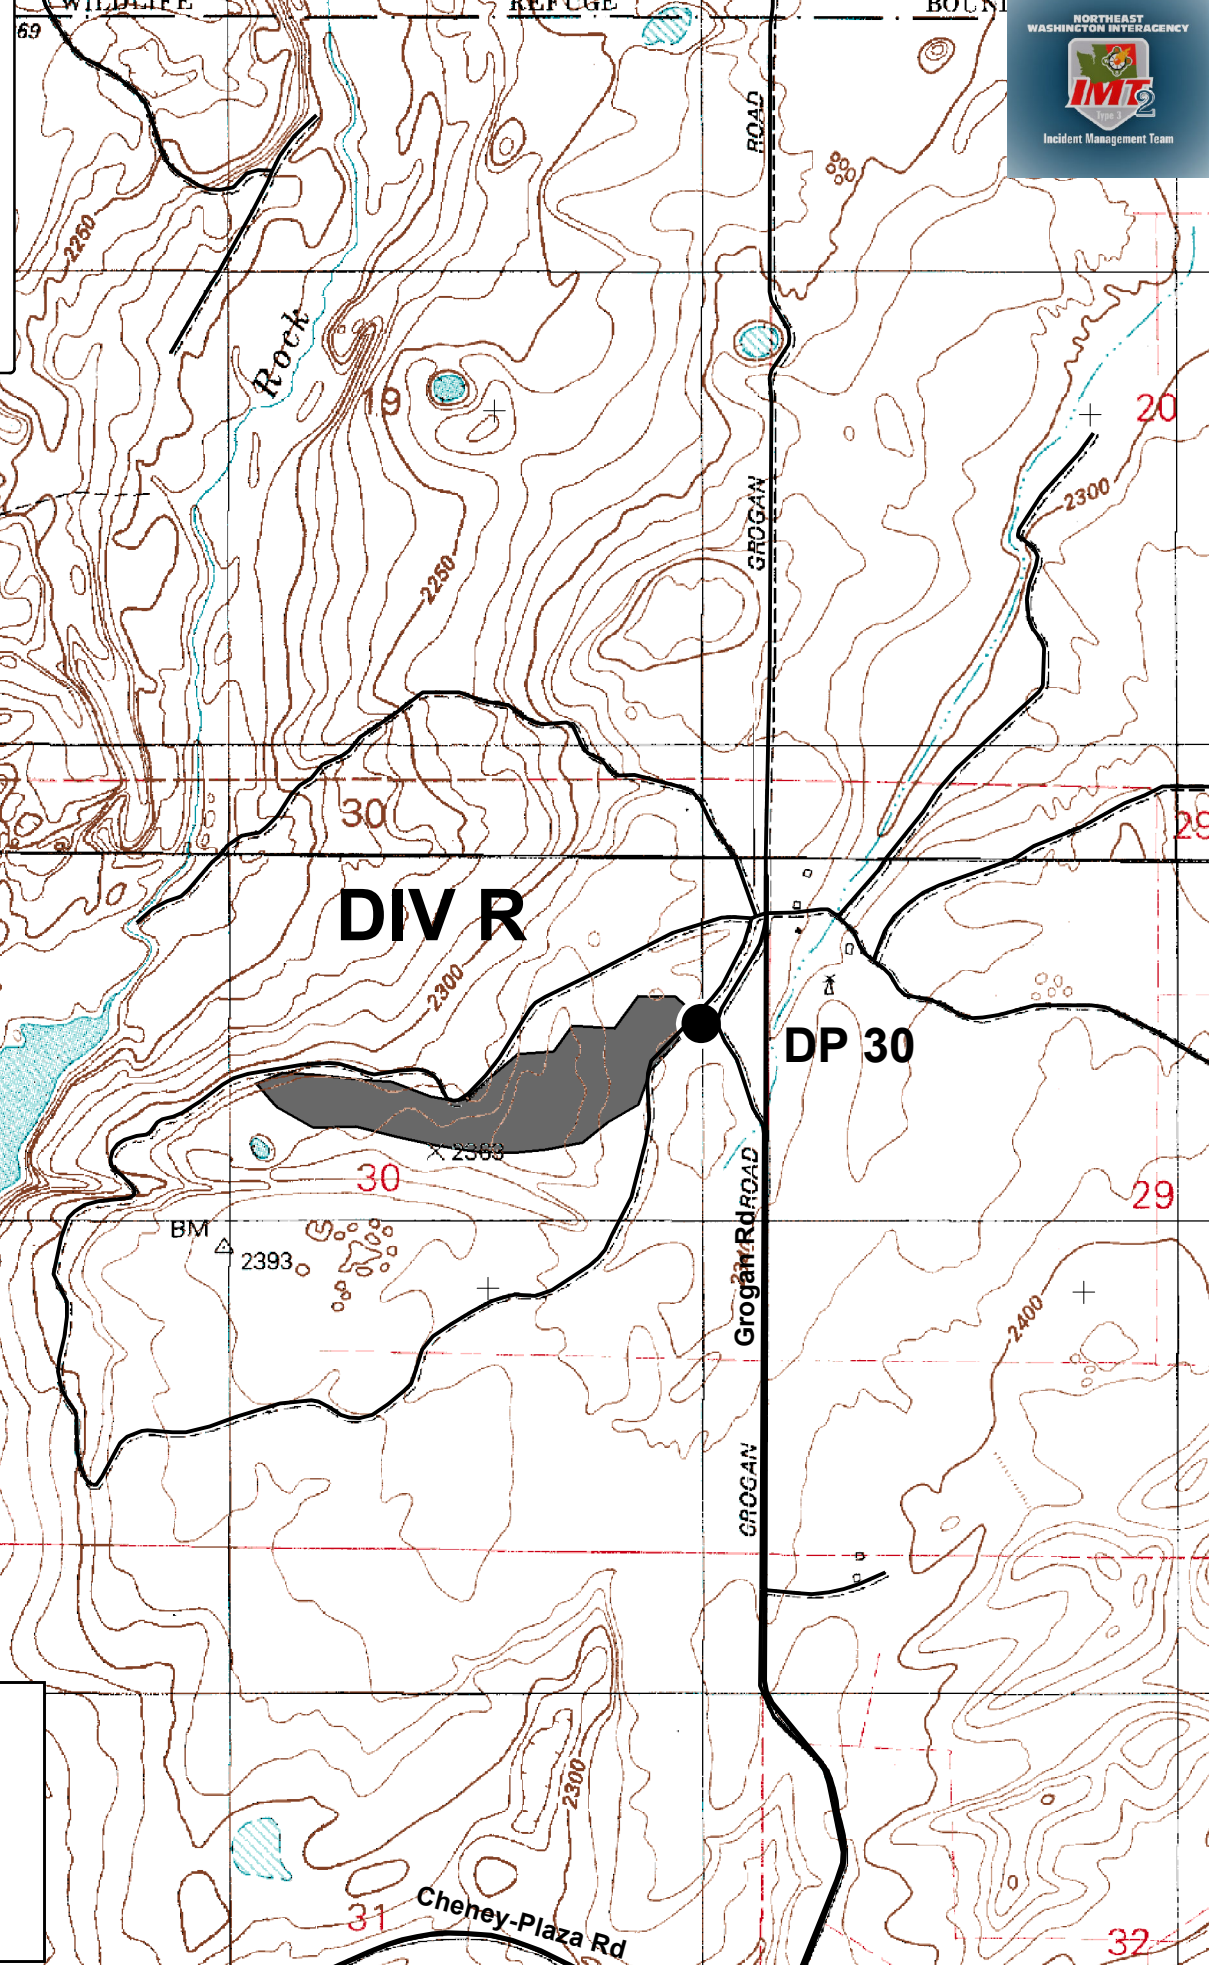 WILDLIFE
REFUGE
69
NORTHEAST
WASHINGTON INTERAGENCY
IMT2
Type 3
Incident Management Team
ROAD
2250
Rock
19
20
GROGAN
2300
2250
30
29
DIV R
2300
DP 30
2363
30
ROAD
29
BM
2393
Grogan Rd
2400
GROGAN
2300
Cheney-Plaza Rd
31
32